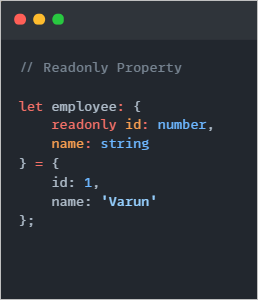 // Readonly Property
let employee: {
    readonly id: number,
    name: string
} = {
    id: 1,
    name: 'Varun'
};